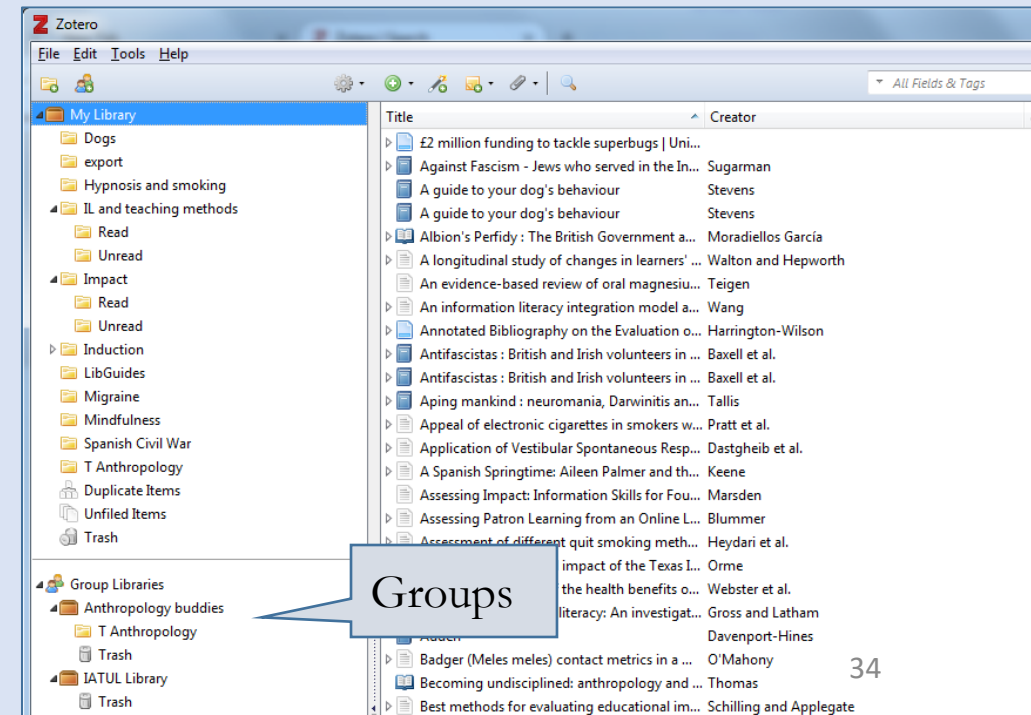 Zotero
File Edit Tools Help
All Fields & Tags
My Library
Dogs
export
Hypnosis and smoking
IL and teaching methods
Read
Unread
Impact
Read
Unread
Induction
LibGuides
Migraine
Mindfulness
Spanish Civil War
T Anthropology
Duplicate Items
Unfiled Items
Trash
Group Libraries
Anthropology buddies
T Anthropology
Trash
IATUL Library
Trash
Title Creator
£2 million funding to tackle superbugs | Uni...
Against Fascism - Jews who served in the In... Sugarman
A guide to your dog's behaviour Stevens
A guide to your dog's behaviour Stevens
Albion's Perfidy : The British Government a... Moradiellos García
A longitudinal study of changes in learners' ... Walton and Hepworth
An evidence-based review of oral magnesiu... Teigen
An information literacy integration model a... Wang
Annotated Bibliography on the Evaluation o... Harrington-Wilson
Antifascistas : British and Irish volunteers in ... Baxell et al.
Antifascistas : British and Irish volunteers in ... Baxell et al.
Aping mankind : neuromania, Darwinitis an... Tallis
Appeal of electronic cigarettes in smokers w... Pratt et al.
Application of Vestibular Spontaneous Resp... Dastgheib et al.
A Spanish Springtime: Aileen Palmer and th... Keene
Assessing Impact: Information Skills for Fou... Marsden
Assessing Patron Learning from an Online L... Blummer
Assessment of different quit smoking meth... Heydari et al.
impact of the Texas I... Orme
the health benefits o... Webster et al.
literacy: An investigat... Gross and Latham
Auden Davenport-Hines
Badger (Meles meles) contact metrics in a ... O'Mahony
Becoming undisciplined: anthropology and ... Thomas
Best methods for evaluating educational im... Schilling and Applegate
Groups
34